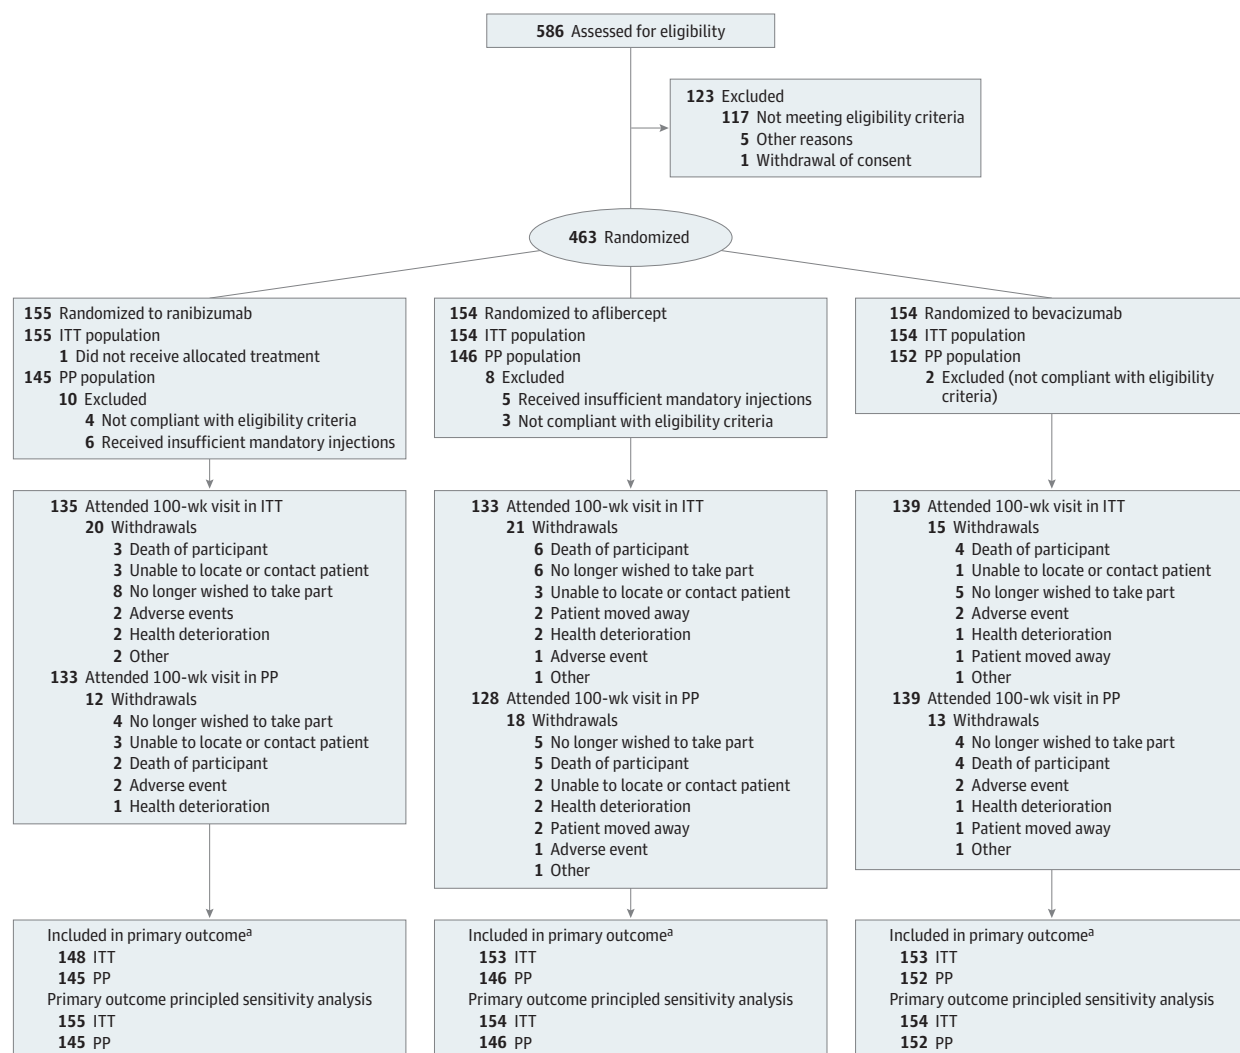 586 Assessed for eligibility
123 Excluded
117 Not meeting eligibility criteria
5 Other reasons
1 Withdrawal of consent
463 Randomized
155 Randomized to ranibizumab
155 ITT population
1 Did not receive allocated treatment
145 PP population
10 Excluded
4 Not compliant with eligibility criteria
6 Received insufficient mandatory injections
154 Randomized to aflibercept
154 ITT population
146 PP population
8 Excluded
5 Received insufficient mandatory injections
3 Not compliant with eligibility criteria
154 Randomized to bevacizumab
154 ITT population
152 PP population
2 Excluded (not compliant with eligibility
criteria)
135 Attended 100-wk visit in ITT
20 Withdrawals
3 Death of participant
3 Unable to locate or contact patient
8 No longer wished to take part
2 Adverse events
2 Health deterioration
2 Other
133 Attended 100-wk visit in PP
12 Withdrawals
4 No longer wished to take part
3 Unable to locate or contact patient
2 Death of participant
2 Adverse event
1 Health deterioration
133 Attended 100-wk visit in ITT
21 Withdrawals
6 Death of participant
6 No longer wished to take part
3 Unable to locate or contact patient
2 Patient moved away
2 Health deterioration
1 Adverse event
1 Other
128 Attended 100-wk visit in PP
18 Withdrawals
5 No longer wished to take part
5 Death of participant
2 Unable to locate or contact patient
2 Health deterioration
2 Patient moved away
1 Adverse event
1 Other
139 Attended 100-wk visit in ITT
15 Withdrawals
4 Death of participant
1 Unable to locate or contact patient
5 No longer wished to take part
2 Adverse event
1 Health deterioration
1 Patient moved away
1 Other
139 Attended 100-wk visit in PP
13 Withdrawals
4 No longer wished to take part
4 Death of participant
2 Adverse event
1 Health deterioration
1 Patient moved away
1 Other
Included in primary outcomeª
148 ITT
145 PP
Primary outcome principled sensitivity analysis
155 ITT
145 PP
Included in primary outcomeª
153 ITT
146 PP
Primary outcome principled sensitivity analysis
154 ITT
146 PP
Included in primary outcomeª
153 ITT
152 PP
Primary outcome principled sensitivity analysis
154 ITT
152 PP